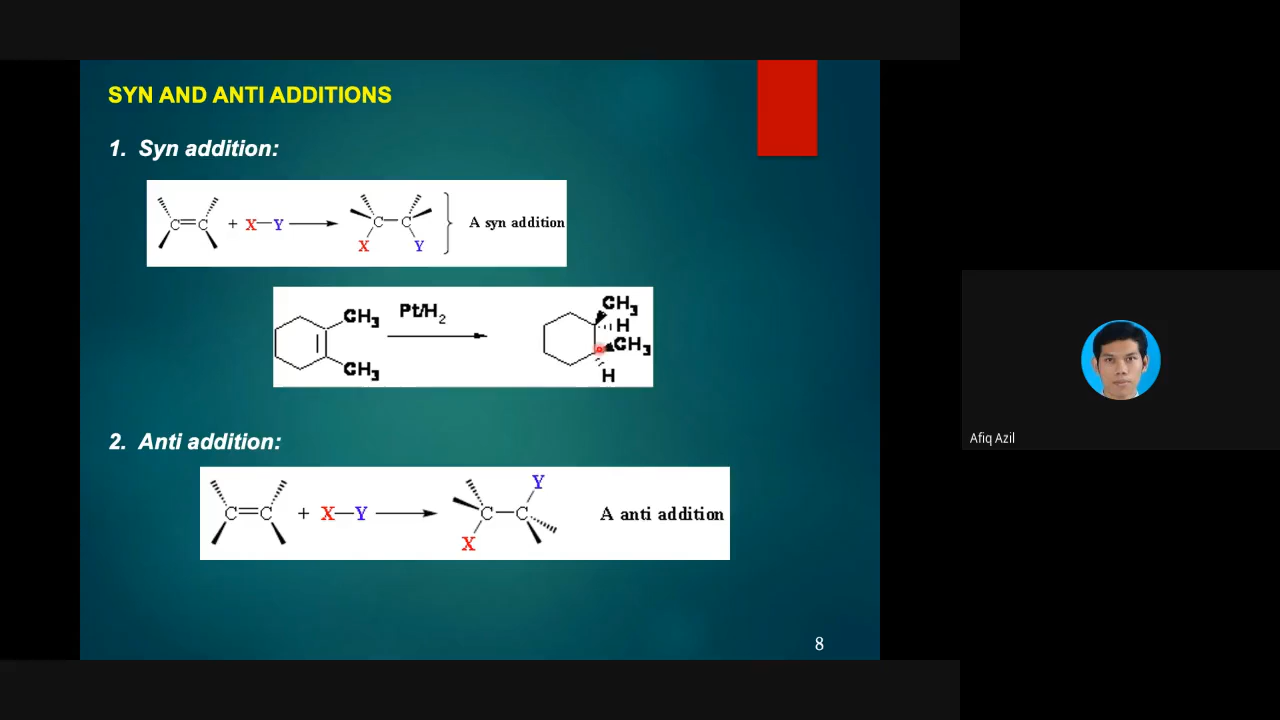 SYN AND ANTI ADDITIONS
1. Syn addition:
C=C + X—Y C—C X Y A syn addition
CH3 CH3 Pt/H2 CH3 H CH3 H
2. Anti addition:
C=C + X—Y C—C X Y A anti addition
8
Afiq Azil